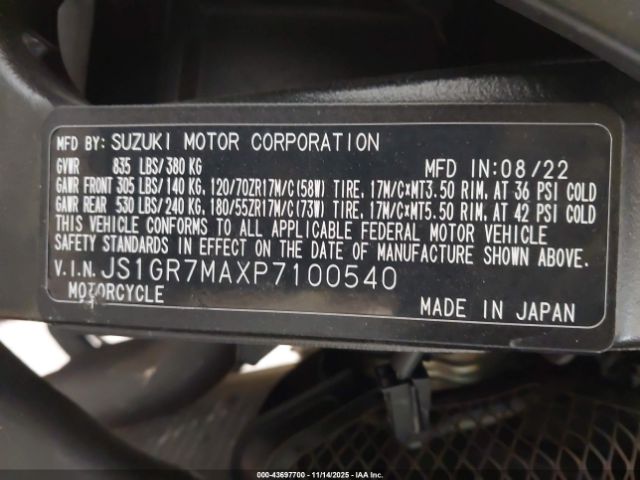 MFD BY: SUZUKI MOTOR CORPORATION
GVWR 835 LBS/380 KG MFD IN:08/22
GAWR FRONT 305 LBS/140 KG, 120/70ZR17M/C(58W) TIRE, 17M/C×MT3.50 RIM, AT 36 PSI COLD
GAWR REAR 530 LBS/240 KG, 180/55ZR17M/C(73W) TIRE, 17M/C×MT5.50 RIM, AT 42 PSI COLD
THIS VEHICLE CONFORMS TO ALL APPLICABLE FEDERAL MOTOR VEHICLE
SAFETY STANDARDS IN EFFECT ON THE DATE OF MANUFACTURE SHOWN ABOVE.
V.I.N. JS1GR7MAXP7100540
MOTORCYCLE MADE IN JAPAN
00-43697700 - 11/14/2025 - IAA Inc.